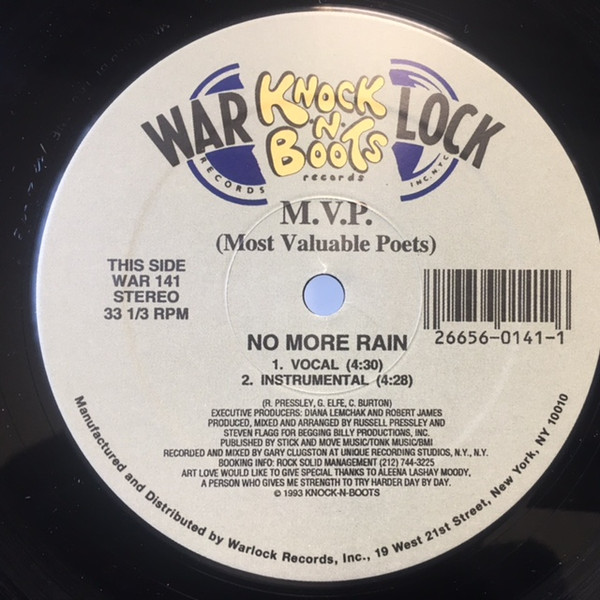 WAR LOCK
KNOCK
-N-
BOOTS
records
RECORDS INC. N.Y.C.
M.V.P.
(Most Valuable Poets)
THIS SIDE
WAR 141
STEREO
33 1/3 RPM
26656-0141-1
NO MORE RAIN
1. VOCAL (4:30)
2. INSTRUMENTAL (4:28)
(R. PRESSLEY, G. ELFE, C. BURTON)
EXECUTIVE PRODUCERS: DIANA LEMCHAK AND ROBERT JAMES
PRODUCED, MIXED AND ARRANGED BY RUSSELL PRESSLEY AND
STEVEN FLAGG FOR BEGGING BILLY PRODUCTIONS, INC.
PUBLISHED BY STICK AND MOVE MUSIC/TONK MUSIC/BMI
RECORDED AND MIXED BY GARY CLUGSTON AT UNIQUE RECORDING STUDIOS, N.Y., N.Y.
BOOKING INFO: ROCK SOLID MANAGEMENT (212) 744-3225
ART LOVE WOULD LIKE TO GIVE SPECIAL THANKS TO ALEENA LASHAY MOODY,
A PERSON WHO GIVES ME STRENGTH TO TRY HARDER DAY BY DAY.
© 1993 KNOCK-N-BOOTS
Manufactured and Distributed by Warlock Records, Inc., 19 West 21st Street, New York, NY 10010